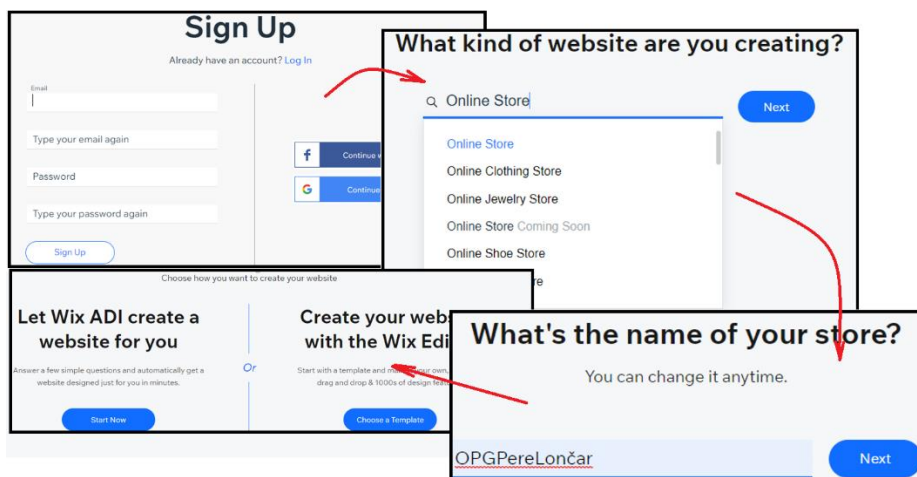 Sign Up
Already have an account? Log In
Email
Type your email again
Password
Type your password again
Sign Up
f Continue
G Continue
What kind of website are you creating?
Online Store
Next
Online Store
Online Clothing Store
Online Jewelry Store
Online Store Coming Soon
Online Shoe Store
What's the name of your store?
You can change it anytime.
OPGPereLončar
Next
Choose how you want to create your website
Let Wix ADI create a
website for you
Answer a few simple questions and automatically get a
website designed just for you in minutes.
Start Now
Or
Create your
with the Wix
Start with a template and your own,
drag and drop & 1000s of design
Choose a Template